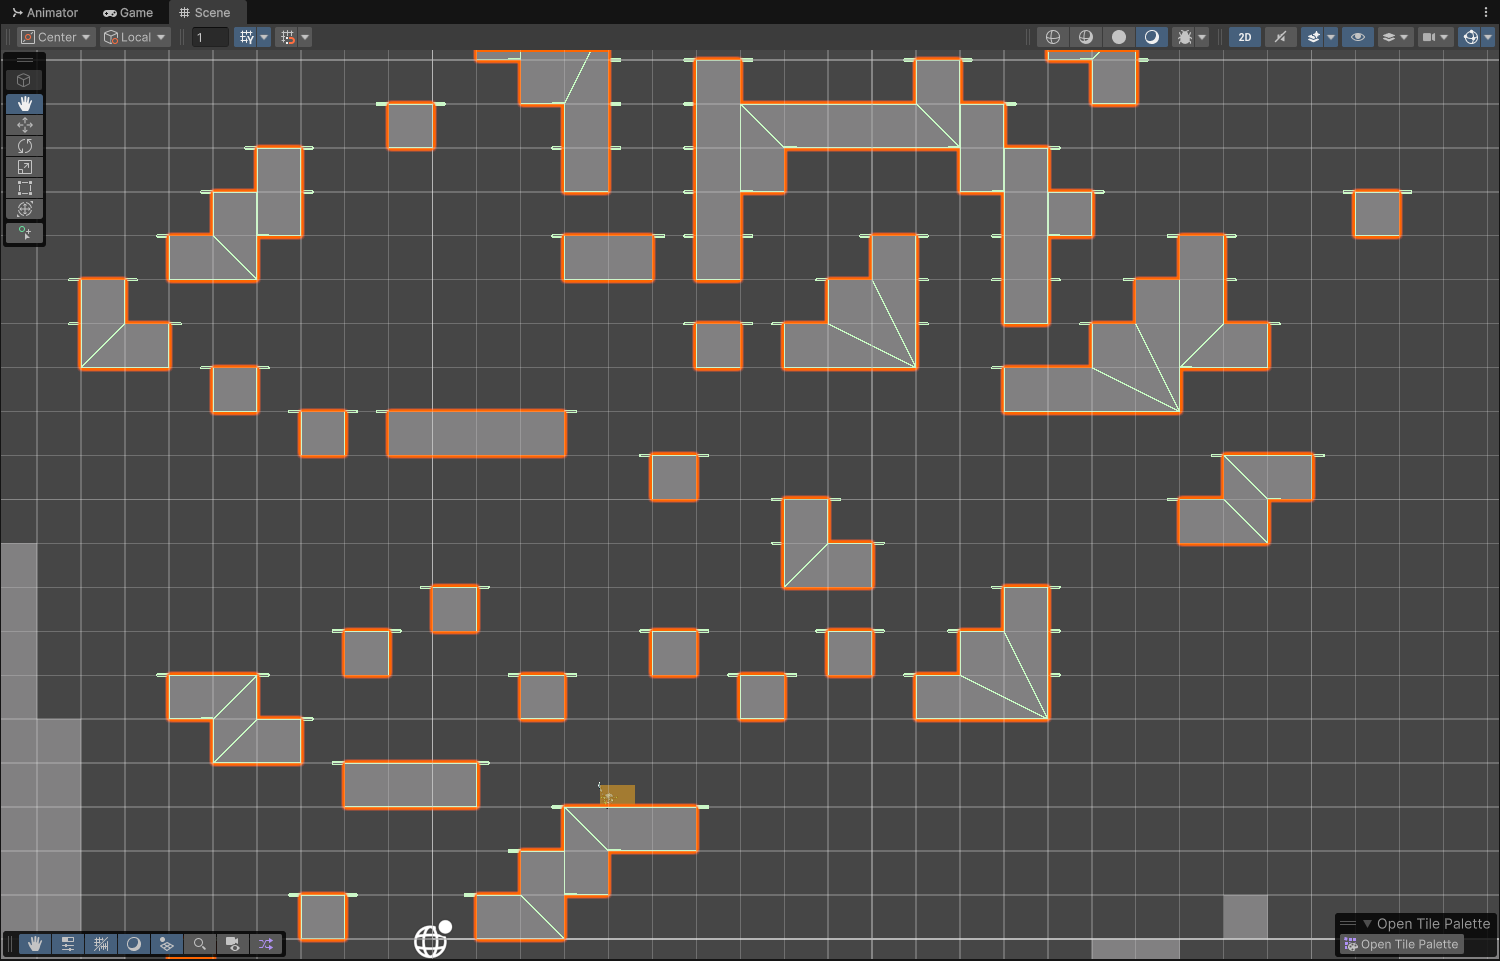 Animator
Game
Scene
Center
Local
1
2D
Open Tile Palette
Open Tile Palette